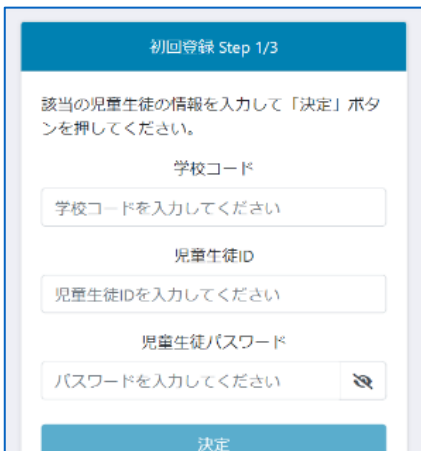 初回登録 Step 1/3
該当の児童生徒の情報を入力して「決定」ボタ
ンを押してください。
学校コード
学校コードを入力してください
児童生徒ID
児童生徒IDを入力してください
児童生徒パスワード
パスワードを入力してください
決定